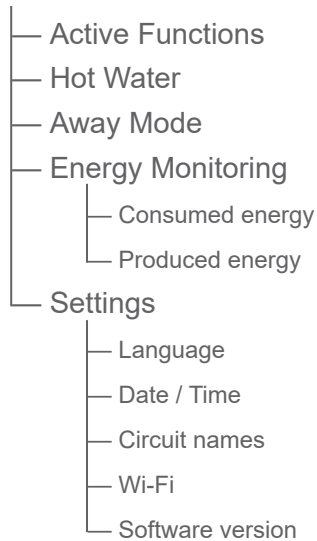 Active Functions
Hot Water
Away Mode
Energy Monitoring
Consumed energy
Produced energy
Settings
Language
Date / Time
Circuit names
Wi-Fi
Software version